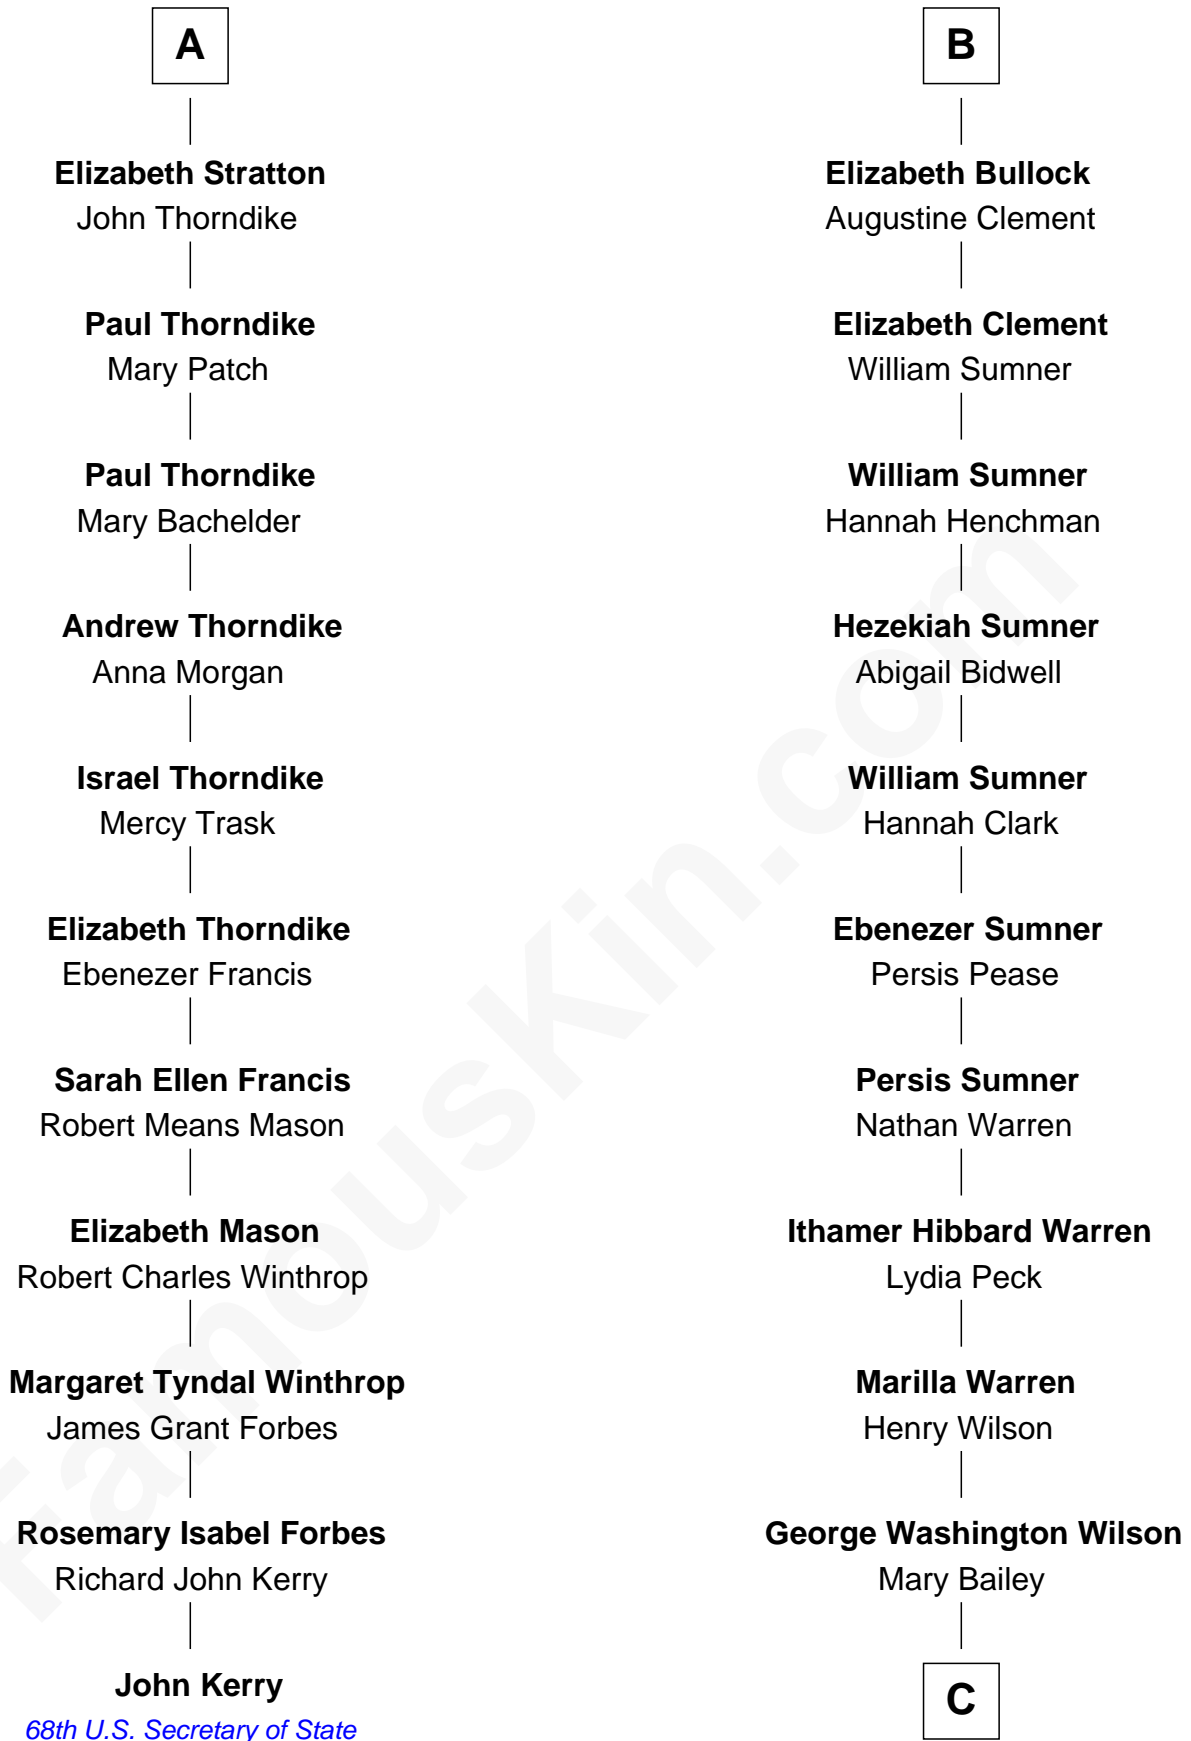 A
Elizabeth Stratton
John Thorndike
Paul Thorndike
Mary Patch
Paul Thorndike
Mary Bachelder
Andrew Thorndike
Anna Morgan
Israel Thorndike
Mercy Trask
Elizabeth Thorndike
Ebenezer Francis
Sarah Ellen Francis
Robert Means Mason
Elizabeth Mason
Robert Charles Winthrop
Margaret Tyndal Winthrop
James Grant Forbes
Rosemary Isabel Forbes
Richard John Kerry
John Kerry
68th U.S. Secretary of State
B
Elizabeth Bullock
Augustine Clement
Elizabeth Clement
William Sumner
William Sumner
Hannah Henchman
Hezekiah Sumner
Abigail Bidwell
William Sumner
Hannah Clark
Ebenezer Sumner
Persis Pease
Persis Sumner
Nathan Warren
Ithamer Hibbard Warren
Lydia Peck
Marilla Warren
Henry Wilson
George Washington Wilson
Mary Bailey
C
FamousKin.com